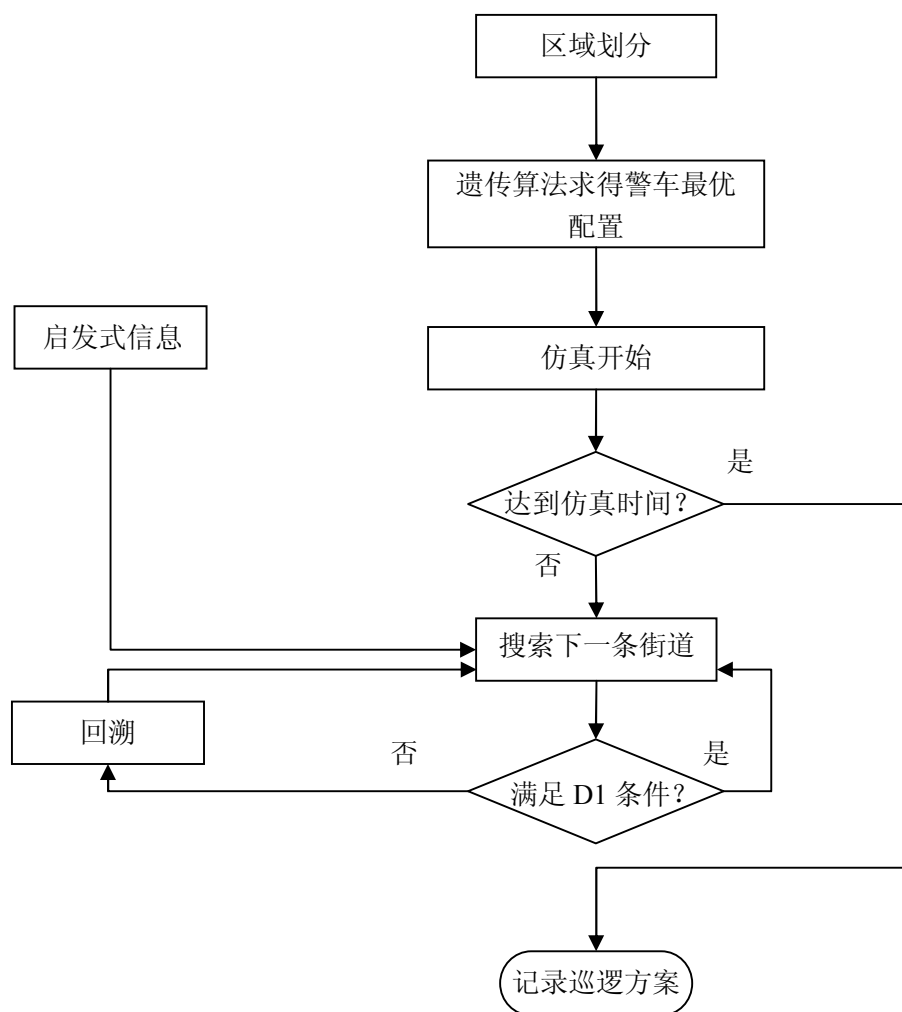 区域划分
遗传算法求得警车最优
配置
启发式信息
仿真开始
是
达到仿真时间？
否
搜索下一条街道
回溯
否
是
满足 D1 条件？
记录巡逻方案